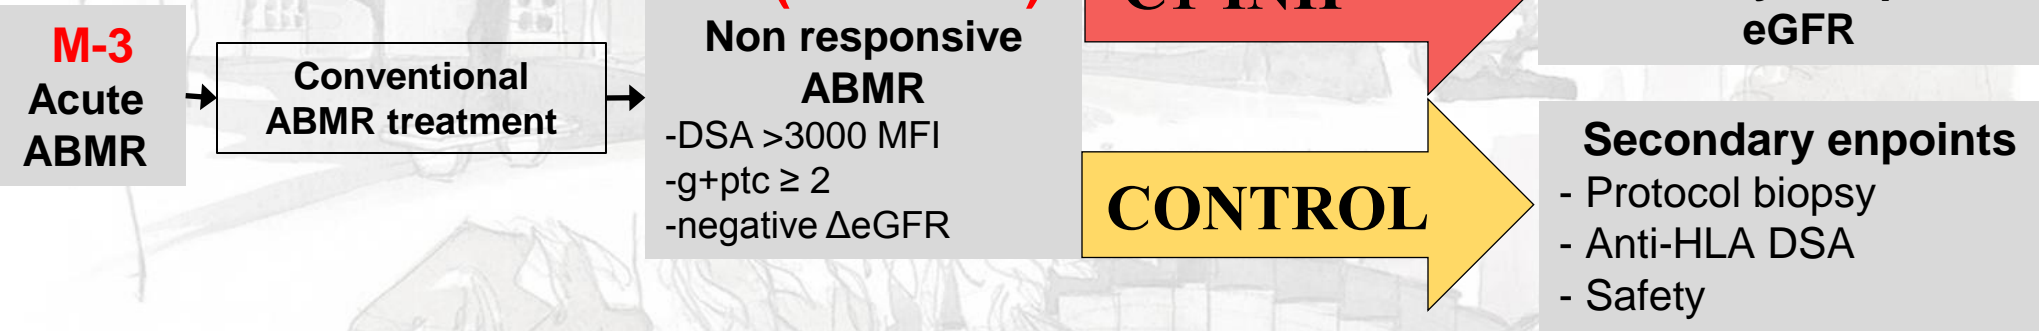 M-3
Acute
ABMR
Conventional
ABMR treatment
Non responsive
ABMR
-DSA >3000 MFI
-g+ptc ≥ 2
-negative ΔeGFR
CONTROL
eGFR
Secondary enpoints
- Protocol biopsy
- Anti-HLA DSA
- Safety